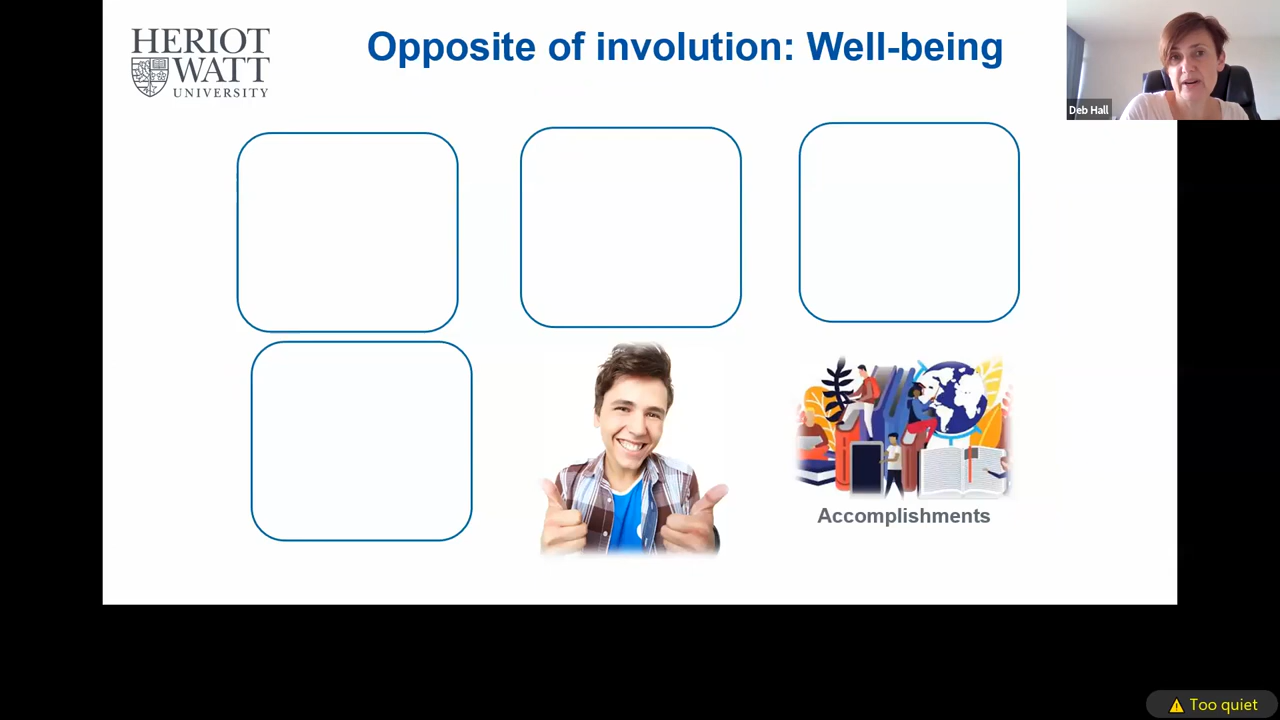 HERIOT
WATT
UNIVERSITY
Opposite of involution: Well-being
Deb Hall
Accomplishments
Too quiet